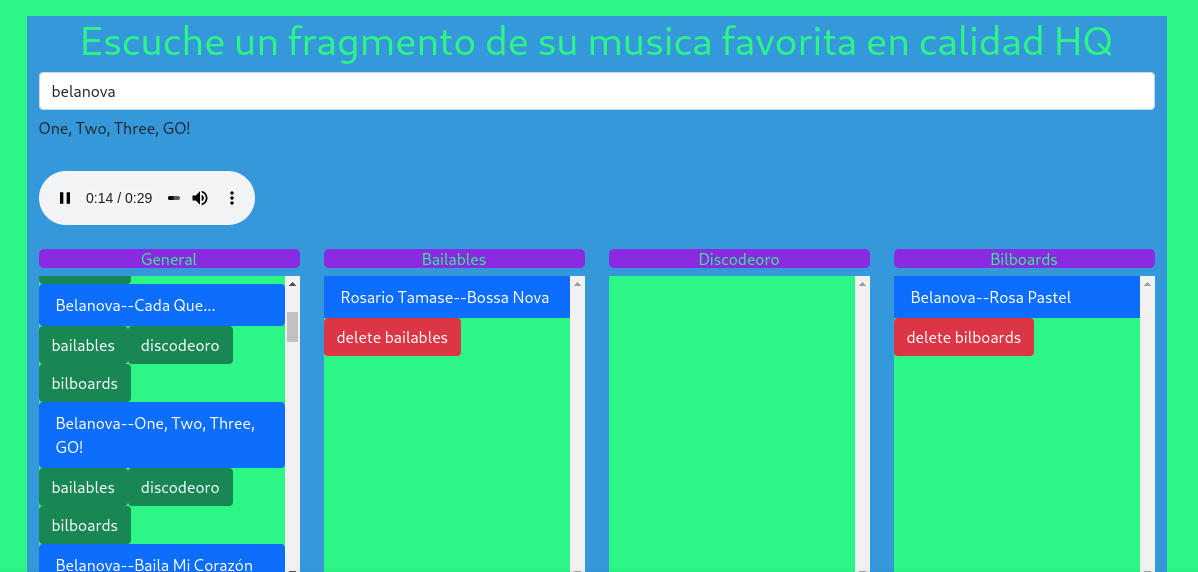 Escuche un fragmento de su musica favorita en calidad HQ
belanova
One, Two, Three, GO!
0:14 / 0:29
General
Belanova--Cada Que...
bailables
discodeoro
bilboards
Belanova--One, Two, Three,
GO!
bailables
discodeoro
bilboards
Belanova--Baila Mi Corazón
Bailables
Rosario Tamase--Bossa Nova
delete bailables
Discodeoro
Bilboards
Belanova--Rosa Pastel
delete bilboards